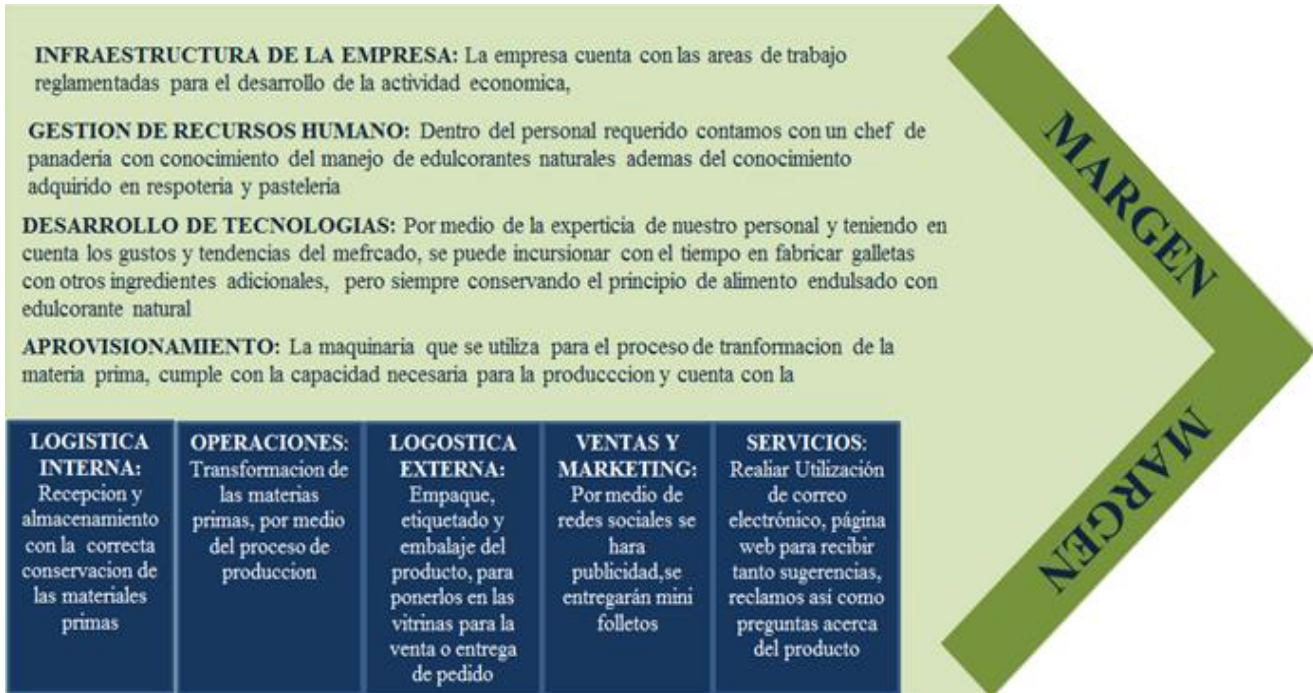 INFRAESTRUCTURA DE LA EMPRESA: La empresa cuenta con las areas de trabajo
reglamentadas para el desarrollo de la actividad economica,
GESTION DE RECURSOS HUMANO: Dentro del personal requerido contamos con un chef de
panaderia con conocimiento del manejo de edulcorantes naturales ademas del conocimiento
adquirido en respoteria y pasteleria
DESARROLLO DE TECNOLOGIAS: Por medio de la experticia de nuestro personal y teniendo en
cuenta los gustos y tendencias del mefrcado, se puede incursionar con el tiempo en fabricar galletas
con otros ingredientes adicionales, pero siempre conservando el principio de alimento endulsado con
edulcorante natural
APROVISIONAMIENTO: La maquinaria que se utiliza para el proceso de tranformacion de la
materia prima, cumple con la capacidad necesaria para la producccion y cuenta con la
MARGEN
MARGEN
LOGISTICA
INTERNA:
Recepcion y
almacenamiento
con la correcta
conservacion de
las materiales
primas
OPERACIONES:
Transformacion de
las materias
primas, por medio
del proceso de
produccion
LOGOSTICA
EXTERNA:
Empaque,
etiquetado y
embalaje del
producto, para
ponerlos en las
vitrinas para la
venta o entrega
de pedido
VENTAS Y
MARKETING:
Por medio de
redes sociales se
hara
publicidad,se
entregarán mini
folletos
SERVICIOS:
Realiar Utilización
de correo
electrónico, página
web para recibir
tanto sugerencias,
reclamos así como
preguntas acerca
del producto